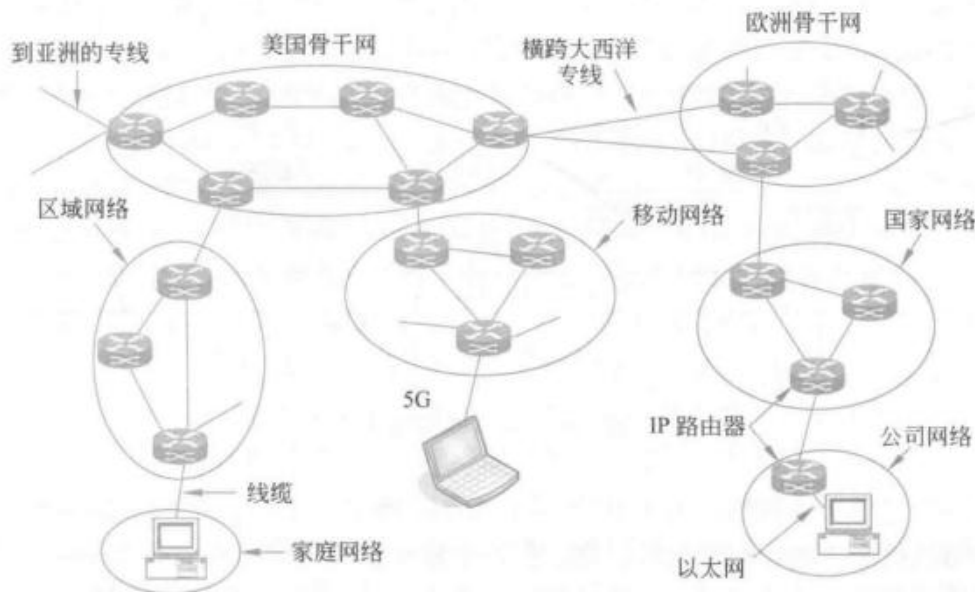 美国骨干网
欧洲骨干网
到亚洲的专线
横跨大西洋
专线
区域网络
移动网络
国家网络
5G
IP 路由器
公司网络
线缆
家庭网络
以太网